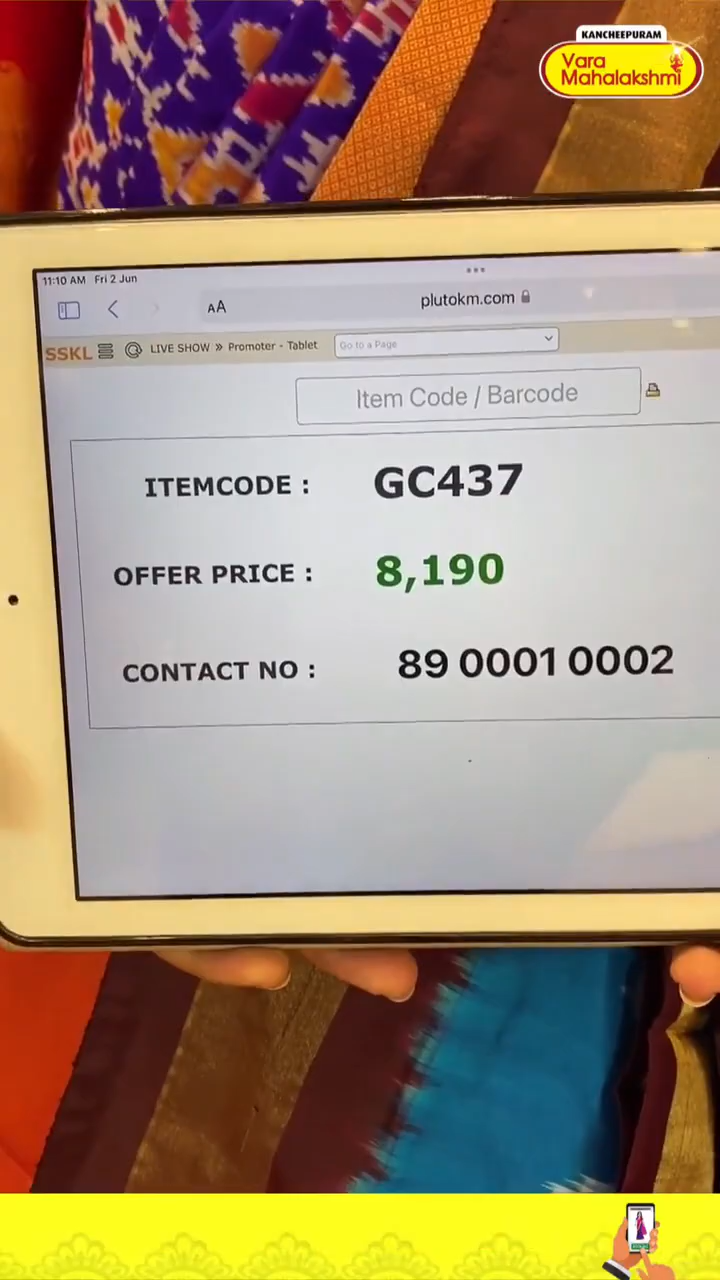 KANCHEEPURAM
Vara
Mahalakshmi
11:10 AM Fri 2 Jun
AA
plutokm.com
SSKL LIVE SHOW » Promoter - Tablet Go to a Page
Item Code / Barcode
ITEMCODE : GC437
OFFER PRICE : 8,190
CONTACT NO : 89 0001 0002